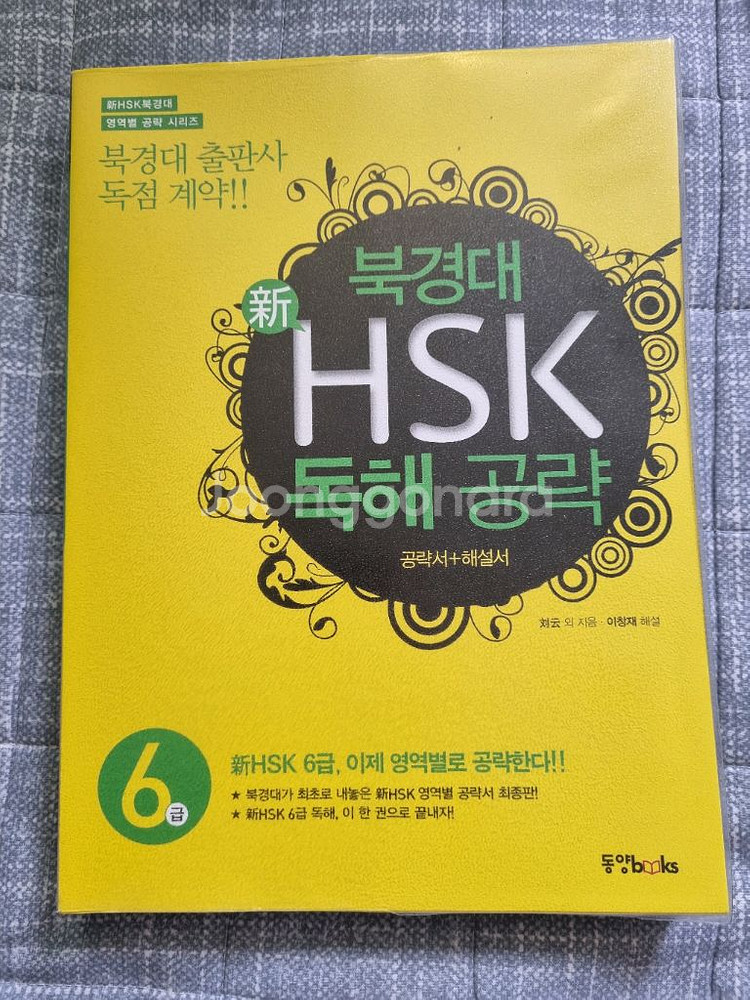 新HSK북경대
영역별 공략 시리즈
북경대 출판사
독점 계약!!
북경대
新
HSK
독해 공략
Joonggonara
공략서+해설서
刘云 외 지음 · 이창재 해설
6
급
新HSK 6급, 이제 영역별로 공략한다!!
★ 북경대가 최초로 내놓은 新HSK 영역별 공략서 최종판!
★ 新HSK 6급 독해, 이 한 권으로 끝내자!
동양books